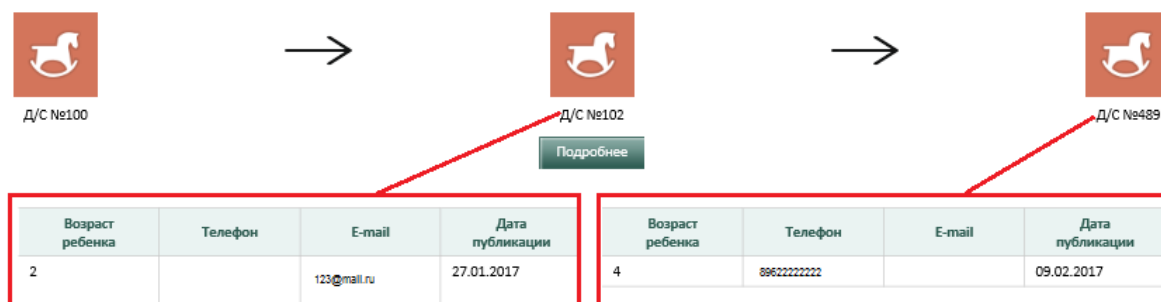 Д/С №100
Д/С №102
Д/С №489
Подробнее
Возраст ребенка Телефон E-mail Дата публикации
2 123@mail.ru 27.01.2017
Возраст ребенка Телефон E-mail Дата публикации
4 89622222222 09.02.2017